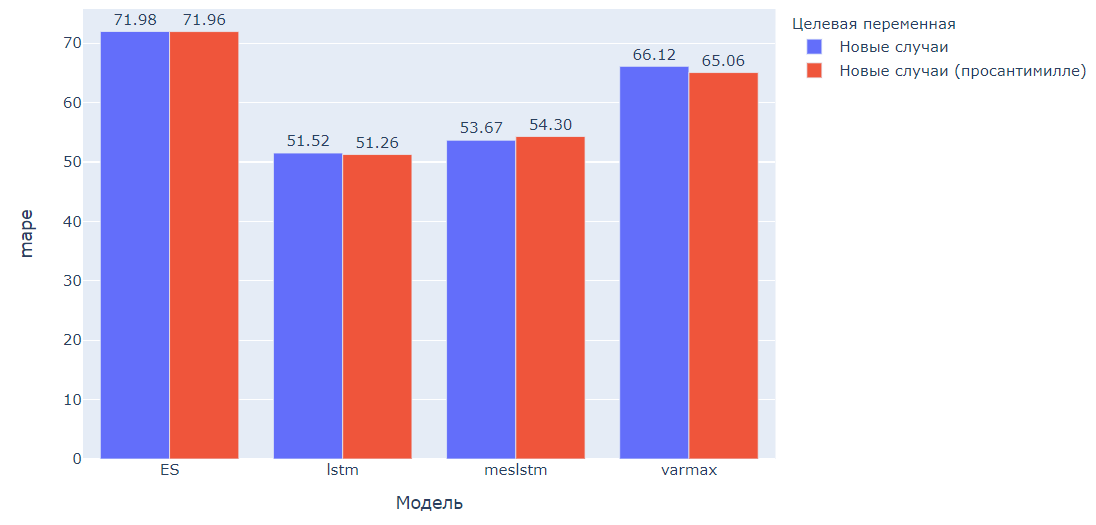 71.98
71.96
51.52
51.26
53.67
54.30
66.12
65.06
70
60
50
40
30
20
10
0
mape
ES
lstm
meslstm
varmax
Модель
Целевая переменная
Новые случаи
Новые случаи (просантимилле)